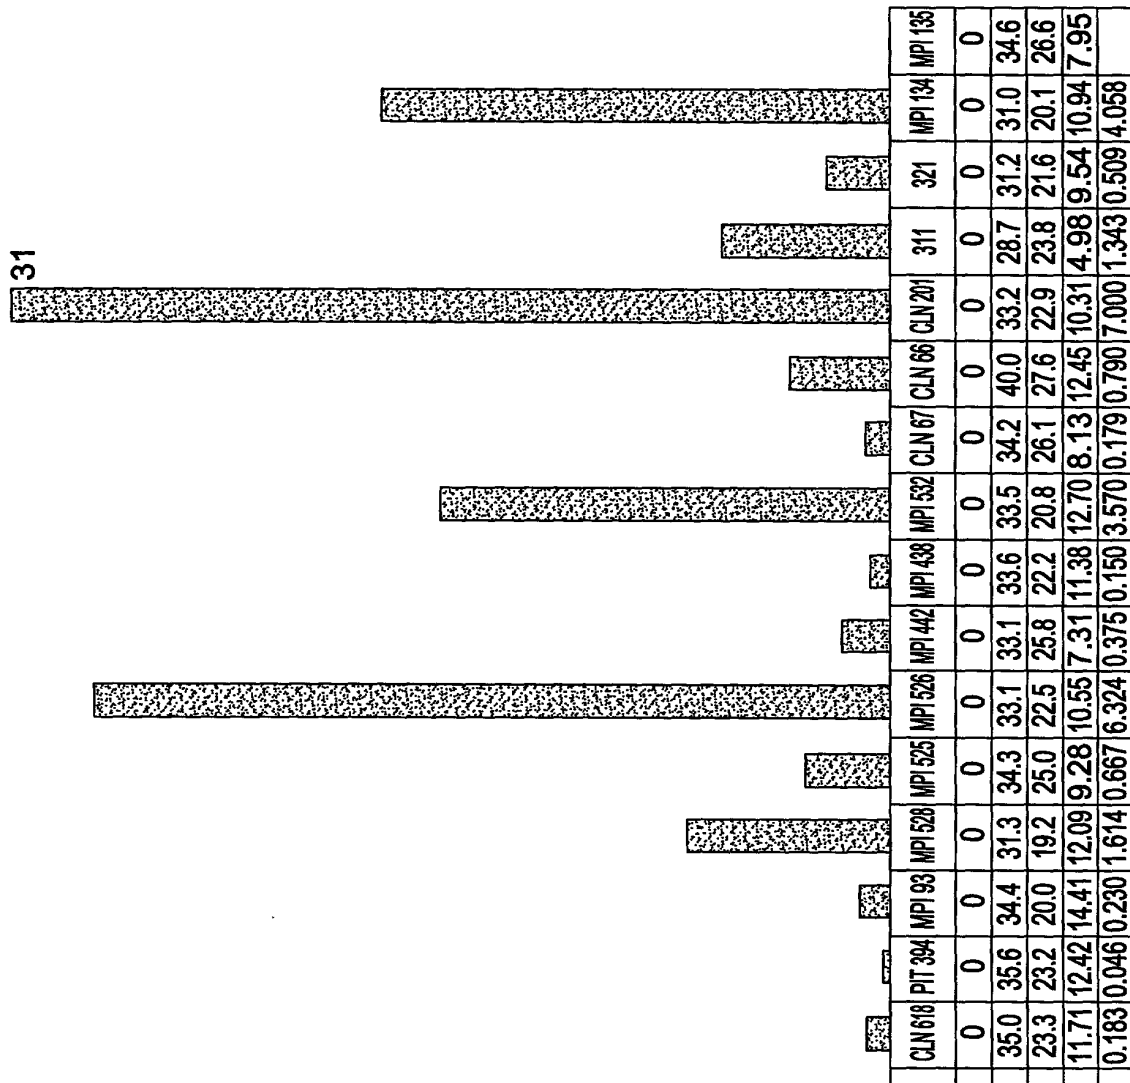 MPI 135 0 34.6 26.6 7.95
MPI 134 0 31.0 20.1 10.94 4.058
321 0 31.2 21.6 9.54 0.509
31
311 0 28.7 23.8 4.98 1.343
CLN 201 0 33.2 22.9 10.31 7.000
CLN 66 0 40.0 27.6 12.45 0.790
CLN 67 0 34.2 26.1 8.13 0.179
MPI 532 0 33.5 20.8 12.70 3.570
MPI 438 0 33.6 22.2 11.38 0.150
MPI 442 0 33.1 25.8 7.31 0.375
MPI 526 0 33.1 22.5 10.55 6.324
MPI 525 0 34.3 25.0 9.28 0.667
MPI 528 0 31.3 19.2 12.09 1.614
MPI 93 0 34.4 20.0 14.41 0.230
PIT 394 0 35.6 23.2 12.42 0.046
CLN 618 0 35.0 23.3 11.71 0.183